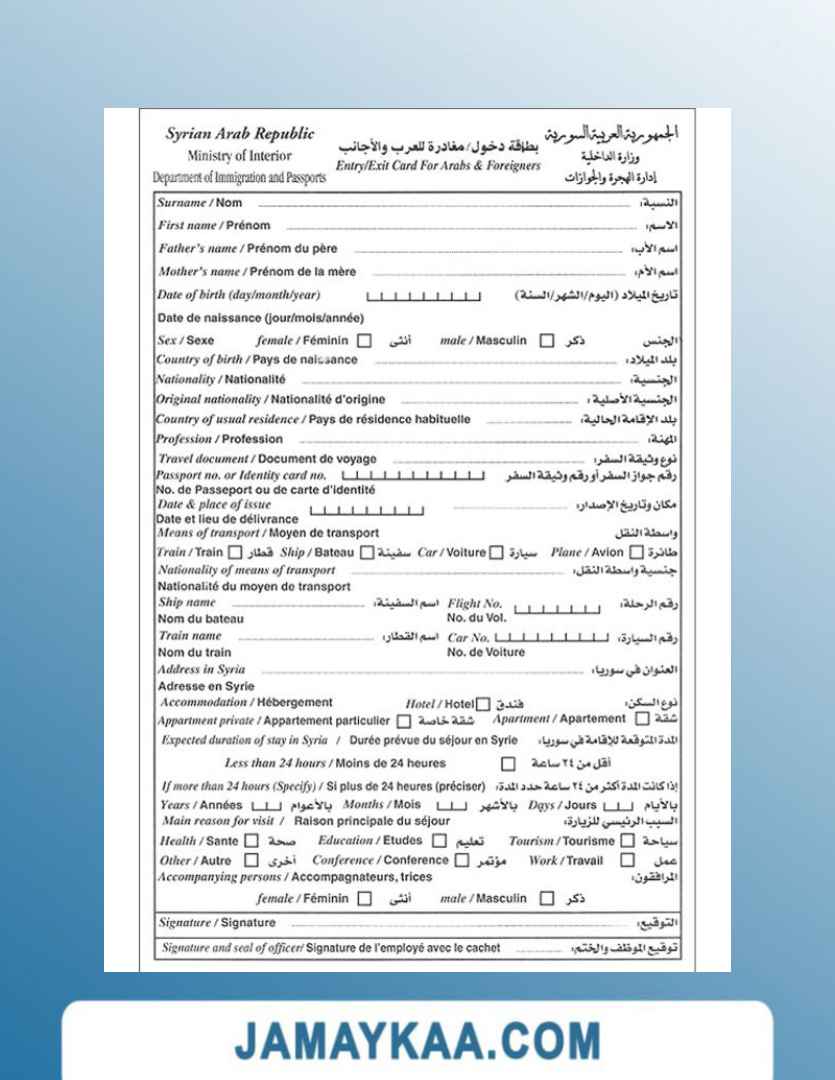 Syrian Arab Republic
Ministry of Interior
Department of Immigration and Passports
بطاقة دخول/مغادرة للعرب والأجانب
Entry/Exit Card For Arabs & Foreigners
الجمهورية العربية السورية
وزارة الداخلية
إدارة الهجرة والجوازات
Surname / Nom النسبة:
First name / Prénom الاسم:
Father's name / Prénom du père اسم الأب:
Mother's name / Prénom de la mère اسم الأم:
Date of birth (day/month/year) تاريخ الميلاد (اليوم/الشهر/السنة)
Date de naissance (jour/mois/année)
Sex / Sexe female / Féminin أنثى male / Masculin ذكر الجنس
Country of birth / Pays de naissance بلد الميلاد:
Nationality / Nationalité الجنسية:
Original nationality / Nationalité d'origine الجنسية الأصلية:
Country of usual residence / Pays de résidence habituelle بلد الإقامة الحالية:
Profession / Profession المهنة:
Travel document / Document de voyage نوع وثيقة السفر:
Passport no. or Identity card no. رقم جواز السفر أو رقم وثيقة السفر
No. de Passeport ou de carte d'identité
Date & place of issue مكان وتاريخ الإصدار:
Date et lieu de délivrance
Means of transport / Moyen de transport واسطة النقل
Train / Train قطار Ship / Bateau سفينة Car / Voiture سيارة Plane / Avion طائرة
Nationality of means of transport جنسية واسطة النقل:
Nationalité du moyen de transport
Ship name اسم السفينة: Flight No. رقم الرحلة:
Nom du bateau No. du Vol.
Train name اسم القطار: Car No. رقم السيارة:
Nom du train No. de Voiture
Address in Syria العنوان في سوريا:
Adresse en Syrie
Accommodation / Hébergement Hotel / Hotel فندق نوع السكن:
Appartment private / Appartement particulier شقة خاصة Apartment / Apartement شقة
Expected duration of stay in Syria / Durée prévue du séjour en Syrie المدة المتوقعة للإقامة في سوريا:
Less than 24 hours / Moins de 24 heures أقل من ٢٤ ساعة
If more than 24 hours (Specify) / Si plus de 24 heures (préciser) إذا كانت المدة أكثر من ٢٤ ساعة حدد المدة:
Years / Années بالأعوام Months / Mois بالأشهر Days / Jours بالأيام
Main reason for visit / Raison principale du séjour السبب الرئيسي للزيارة:
Health / Sante صحة Education / Etudes تعليم Tourism / Tourisme سياحة
Other / Autre أخرى Conference / Conference مؤتمر Work / Travail عمل
Accompanying persons / Accompagnateurs, trices المرافقون:
female / Féminin أنثى male / Masculin ذكر
Signature / Signature التوقيع:
Signature and seal of officer/ Signature de l'employé avec le cachet توقيع الموظف والختم:
JAMAYKAA.COM